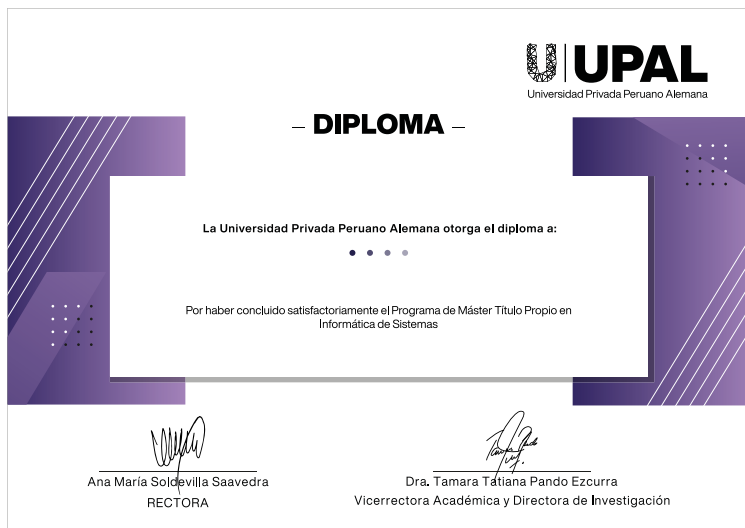 UPAL
Universidad Privada Peruano Alemana
– DIPLOMA –
La Universidad Privada Peruano Alemana otorga el diploma a:
Por haber concluido satisfactoriamente el Programa de Máster Título Propio en
Informática de Sistemas
Ana María Soldevilla Saavedra
RECTORA
Dra. Tamara Tatiana Pando Ezcurra
Vicerrectora Académica y Directora de Investigación